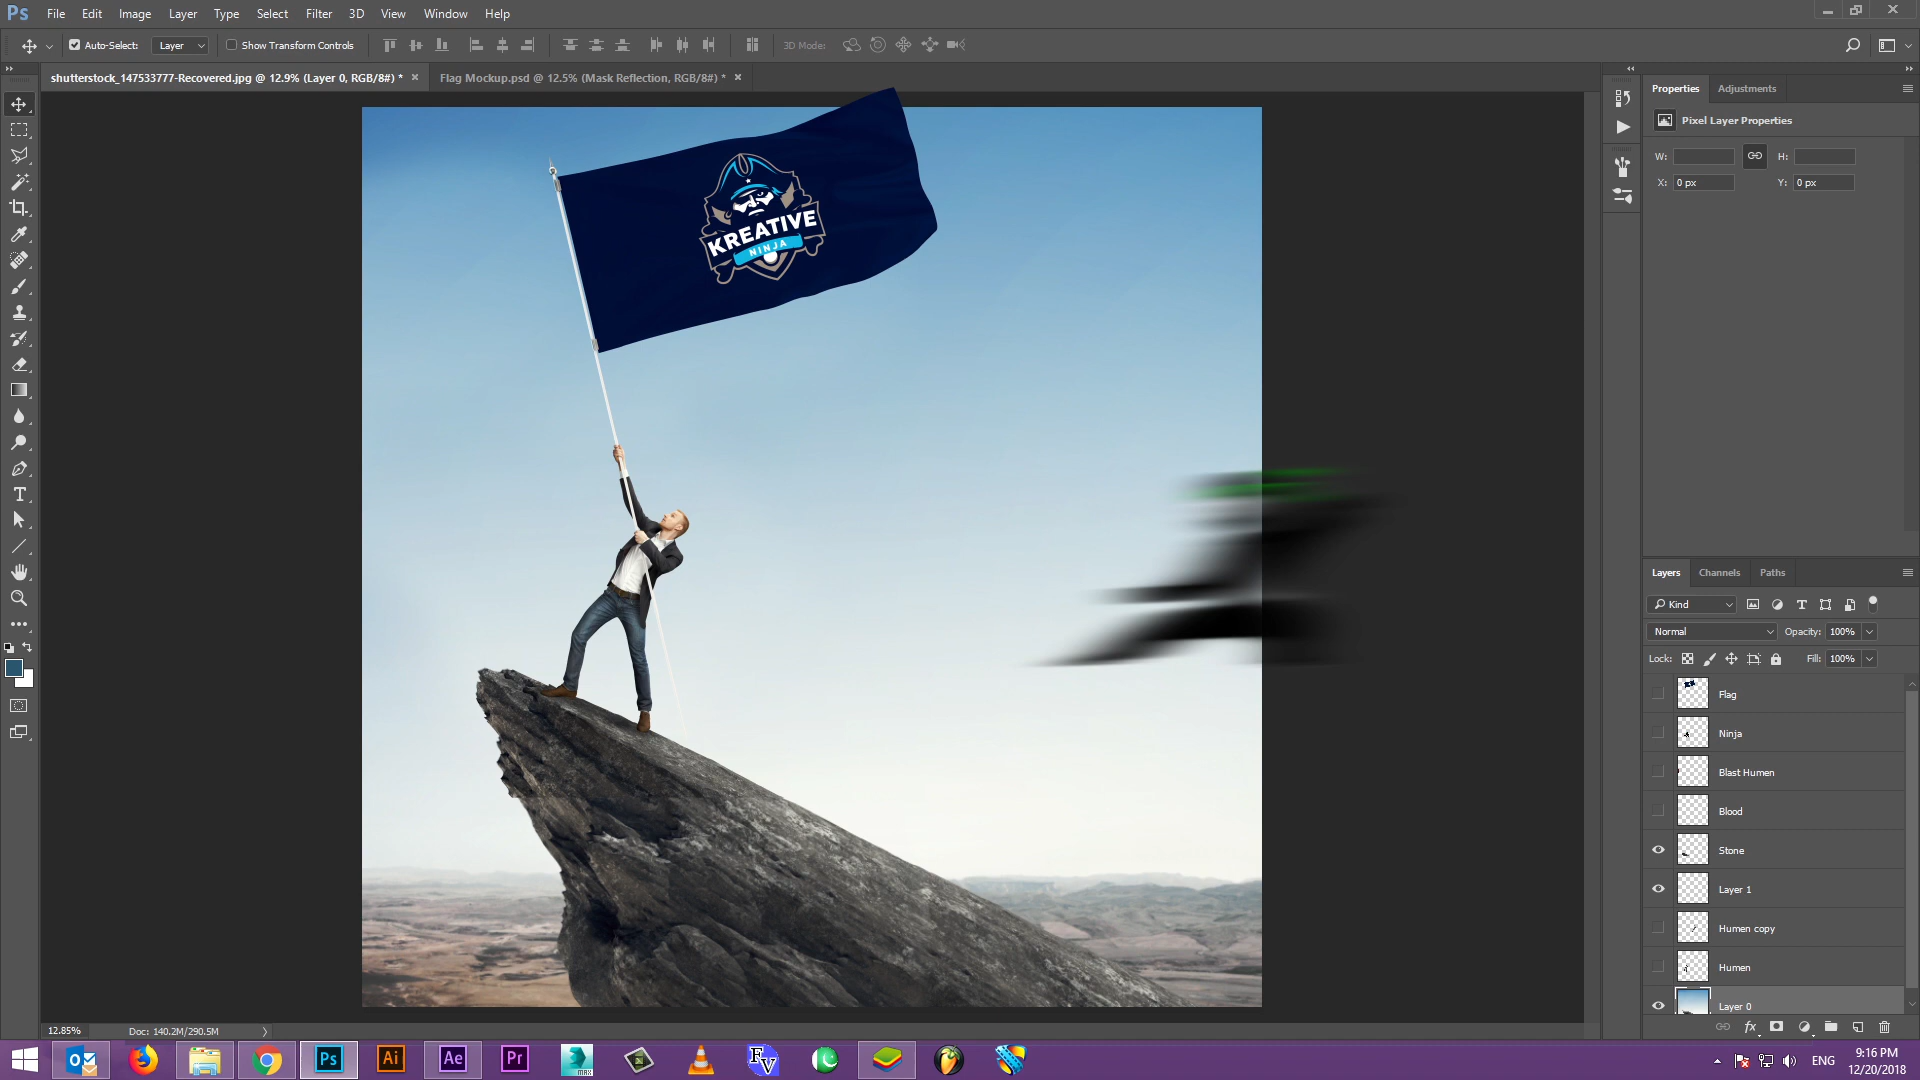 Ps File Edit Image Layer Type Select Filter 3D View Window Help
Auto-Select: Layer Show Transform Controls 3D Mode:
shutterstock_147533777-Recovered.jpg @ 12.9% (Layer 0, RGB/8#) * Flag Mockup.psd @ 12.5% (Mask Reflection, RGB/8#) *
Properties Adjustments
Pixel Layer Properties
W: H:
X: 0 px Y: 0 px
KREATIVE
NINJA
Layers Channels Paths
Kind
Normal Opacity: 100%
Lock: Fill: 100%
Flag
Ninja
Blast Humen
Blood
Stone
Layer 1
Humen copy
Humen
Layer 0
fx
12.85% Doc: 140.2M/290.5M
Ps Ai Ae Pr MAX FV
ENG
9:16 PM
12/20/2018